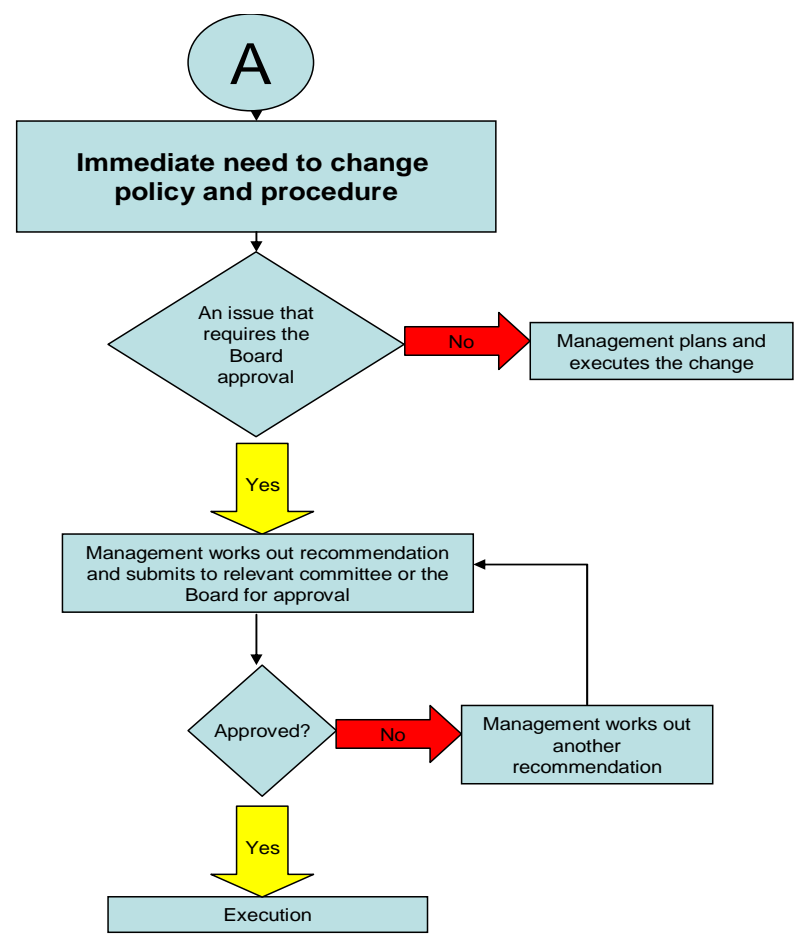 A
Immediate need to change
policy and procedure
An issue that
requires the
Board
approval
No
Management plans and
executes the change
Yes
Management works out recommendation
and submits to relevant committee or the
Board for approval
Approved?
No
Management works out
another
recommendation
Yes
Execution